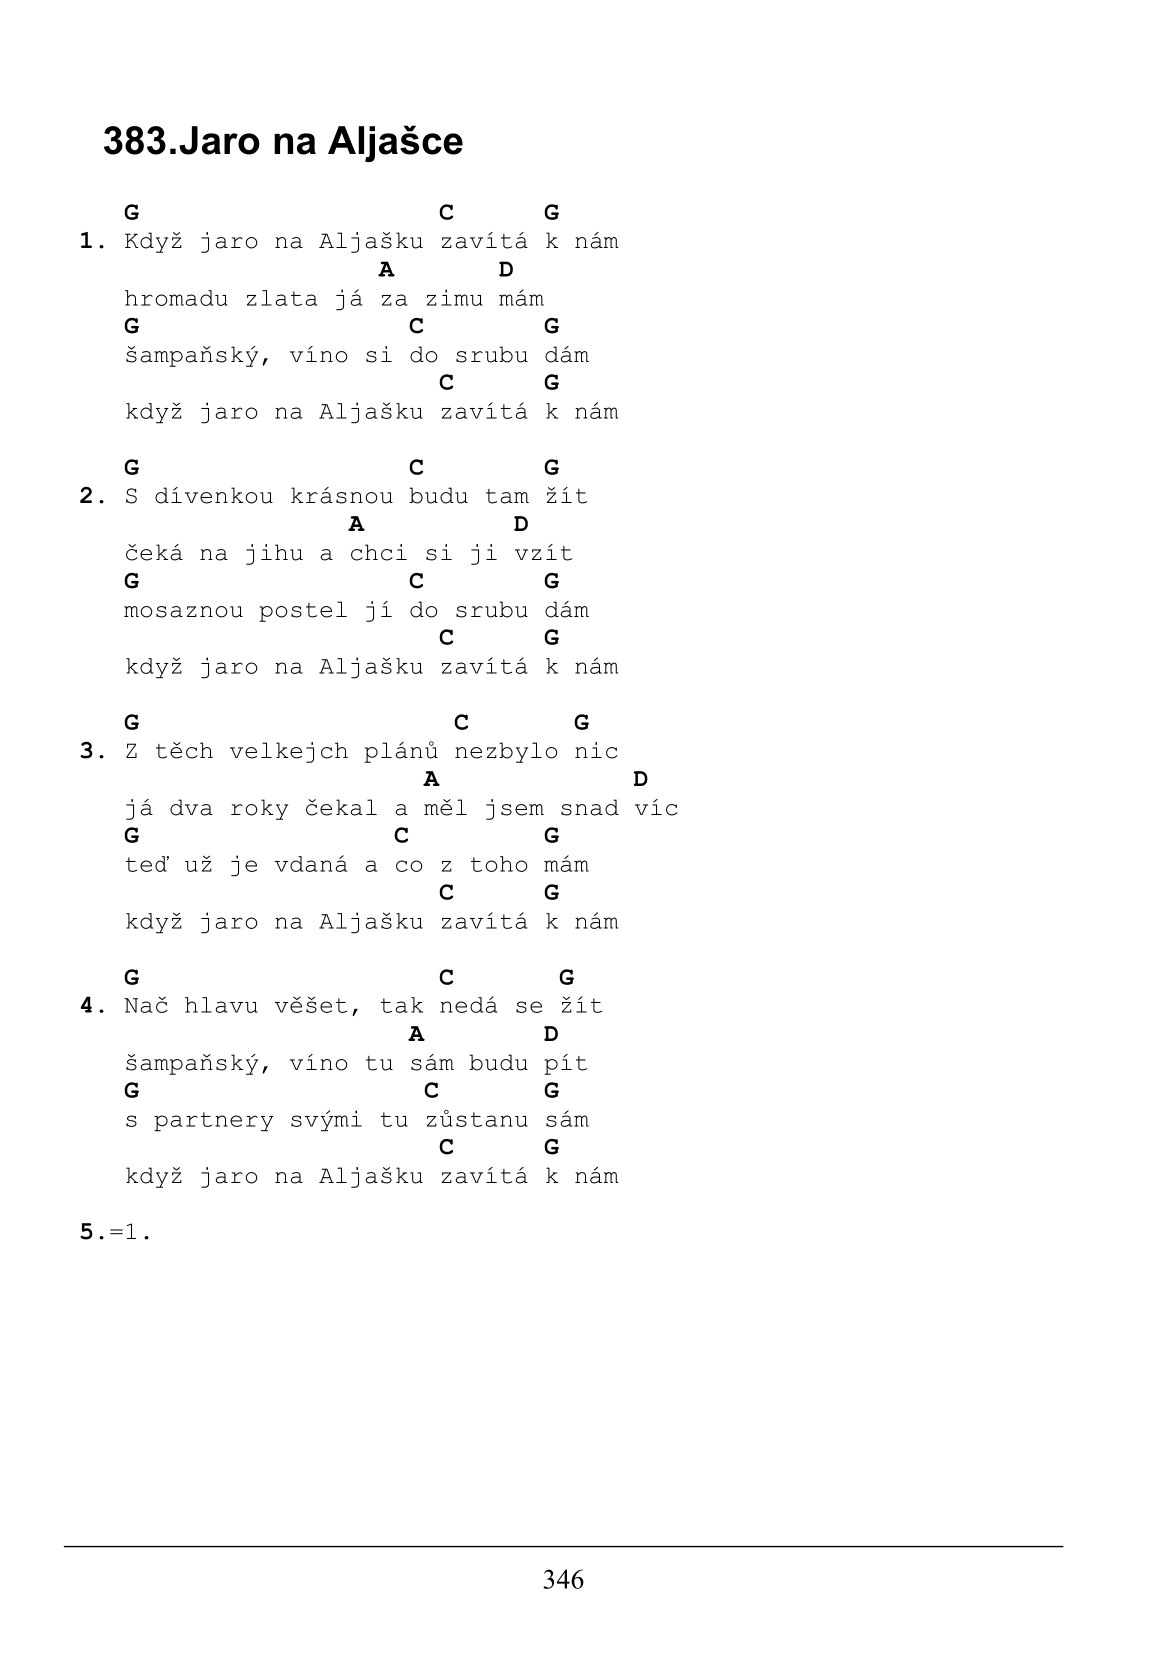 383.Jaro na Aljašce
G C G
1. Když jaro na Aljašku zavítá k nám
A D
hromadu zlata já za zimu mám
G C G
šampaňský, víno si do srubu dám
C G
když jaro na Aljašku zavítá k nám
G C G
2. S dívenkou krásnou budu tam žít
A D
čeká na jihu a chci si ji vzít
G C G
mosaznou postel jí do srubu dám
C G
když jaro na Aljašku zavítá k nám
G C G
3. Z těch velkejch plánů nezbylo nic
A D
já dva roky čekal a měl jsem snad víc
G C G
teď už je vdaná a co z toho mám
C G
když jaro na Aljašku zavítá k nám
G C G
4. Nač hlavu věšet, tak nedá se žít
A D
šampaňský, víno tu sám budu pít
G C G
s partnery svými tu zůstanu sám
C G
když jaro na Aljašku zavítá k nám
5.=1.
346